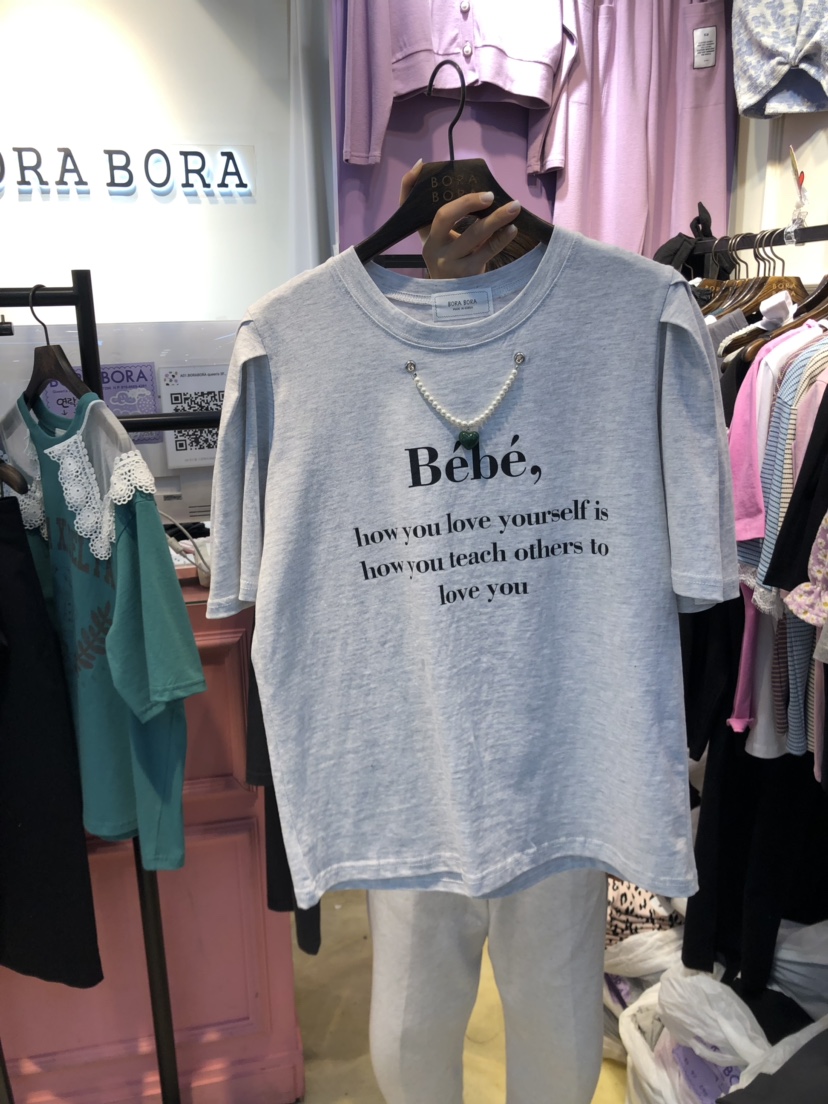 ORA BORA
BORA
BORA
BORA BORA
BORA
Bébé,
how you love yourself is
how you teach others to
love you